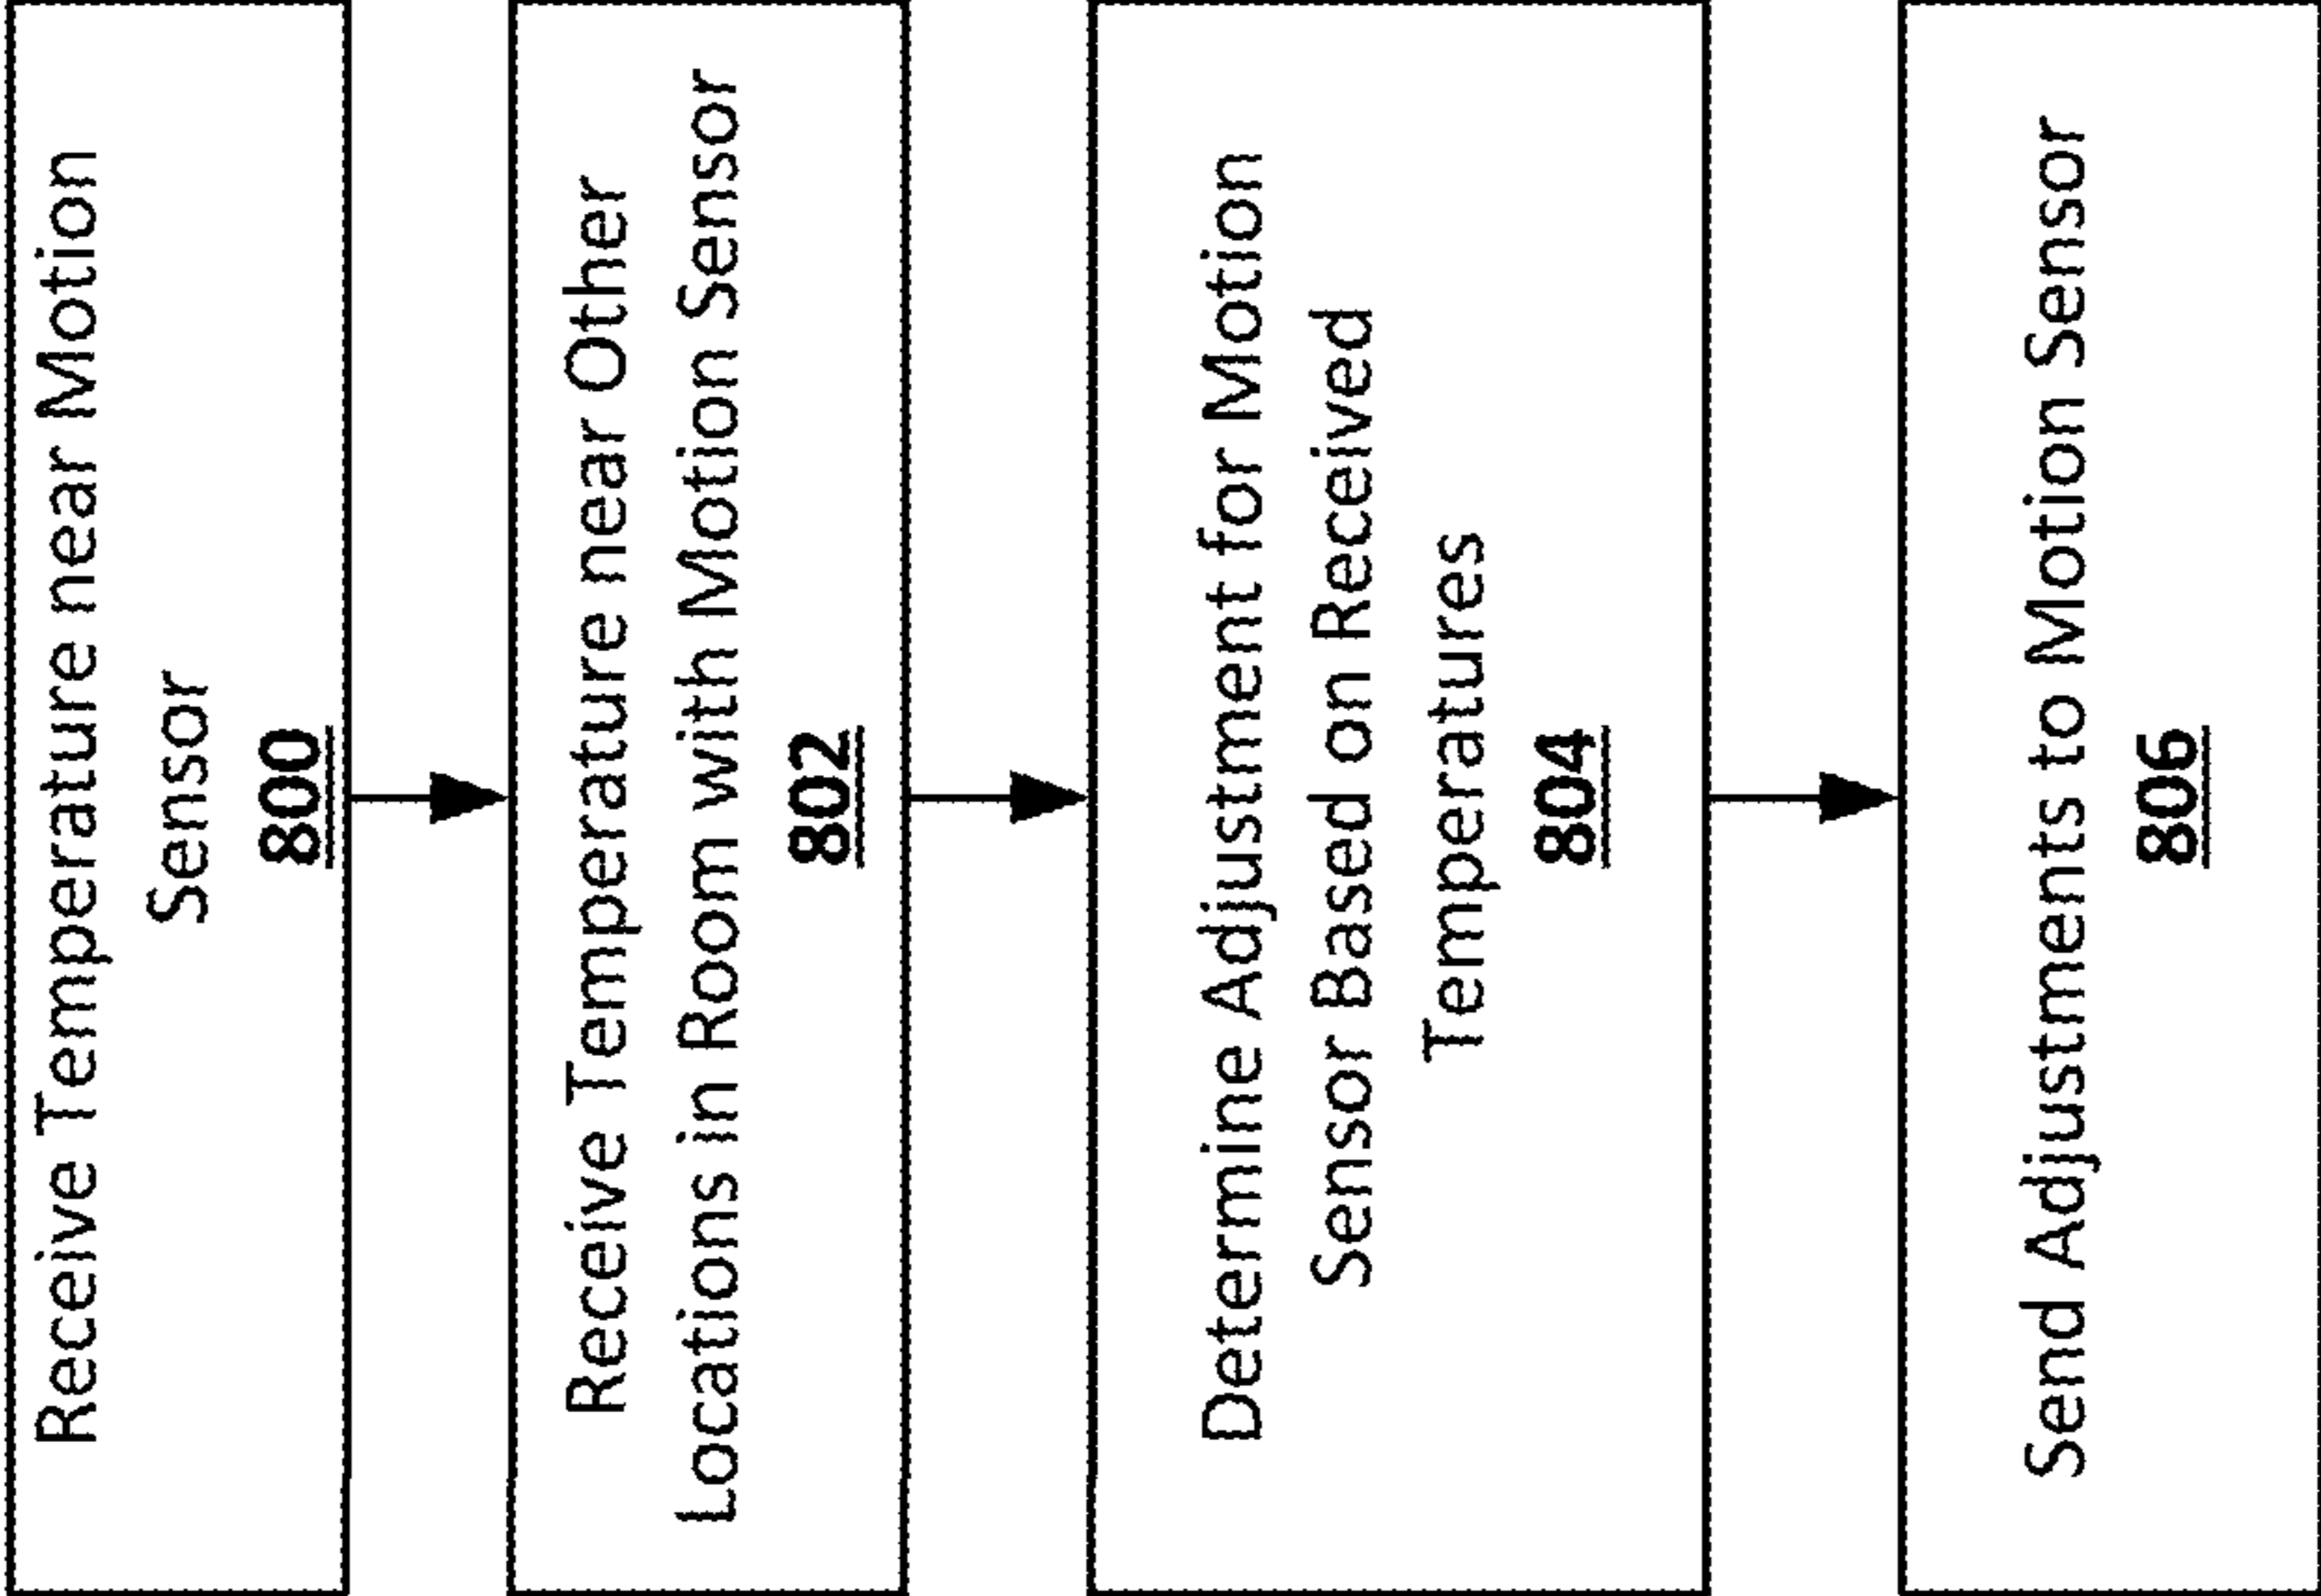 Receive Temperature near Motion
Sensor
800
Receive Temperature near Other
Locations in Room with Motion Sensor
802
Determine Adjustment for Motion
Sensor Based on Received
Temperatures
804
Send Adjustments to Motion Sensor
806